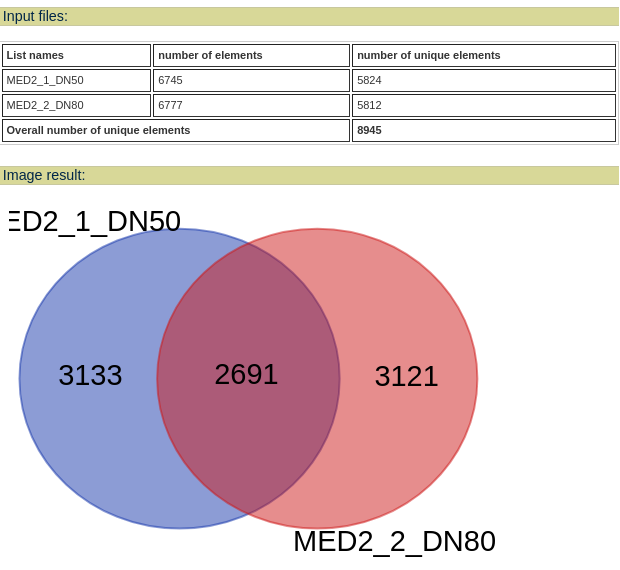 Input files:
List names number of elements number of unique elements
MED2_1_DN50 6745 5824
MED2_2_DN80 6777 5812
Overall number of unique elements 8945
Image result:
ED2_1_DN50
3133 2691 3121
MED2_2_DN80